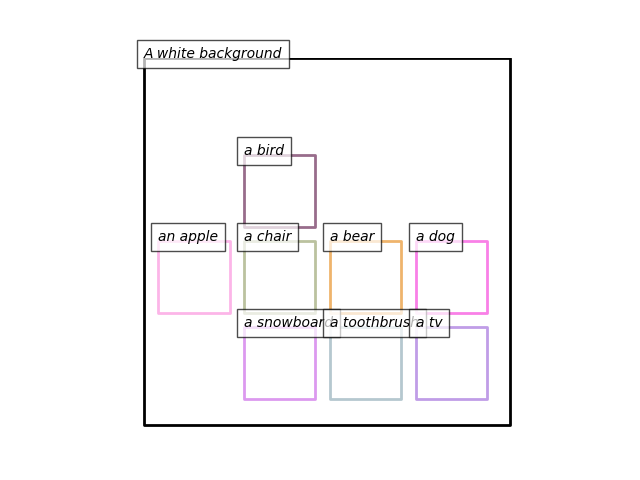 A white background
a bird
an apple
a chair
a bear
a dog
a snowboard
a toothbrush
a tv